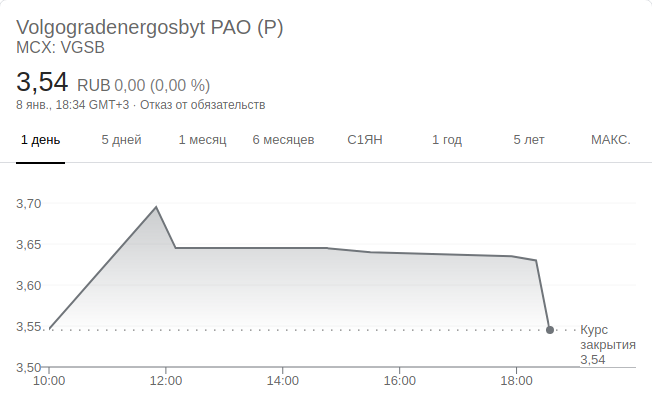 Volgogradenergosbyt PAO (P)
MCX: VGSB
3,54 RUB 0,00 (0,00 %)
8 янв., 18:34 GMT+3 · Отказ от обязательств
1 день 5 дней 1 месяц 6 месяцев С1ЯН 1 год 5 лет МАКС.
3,70
3,65
3,60
3,55
3,50
Курс
закрытия
3,54
10:00 12:00 14:00 16:00 18:00